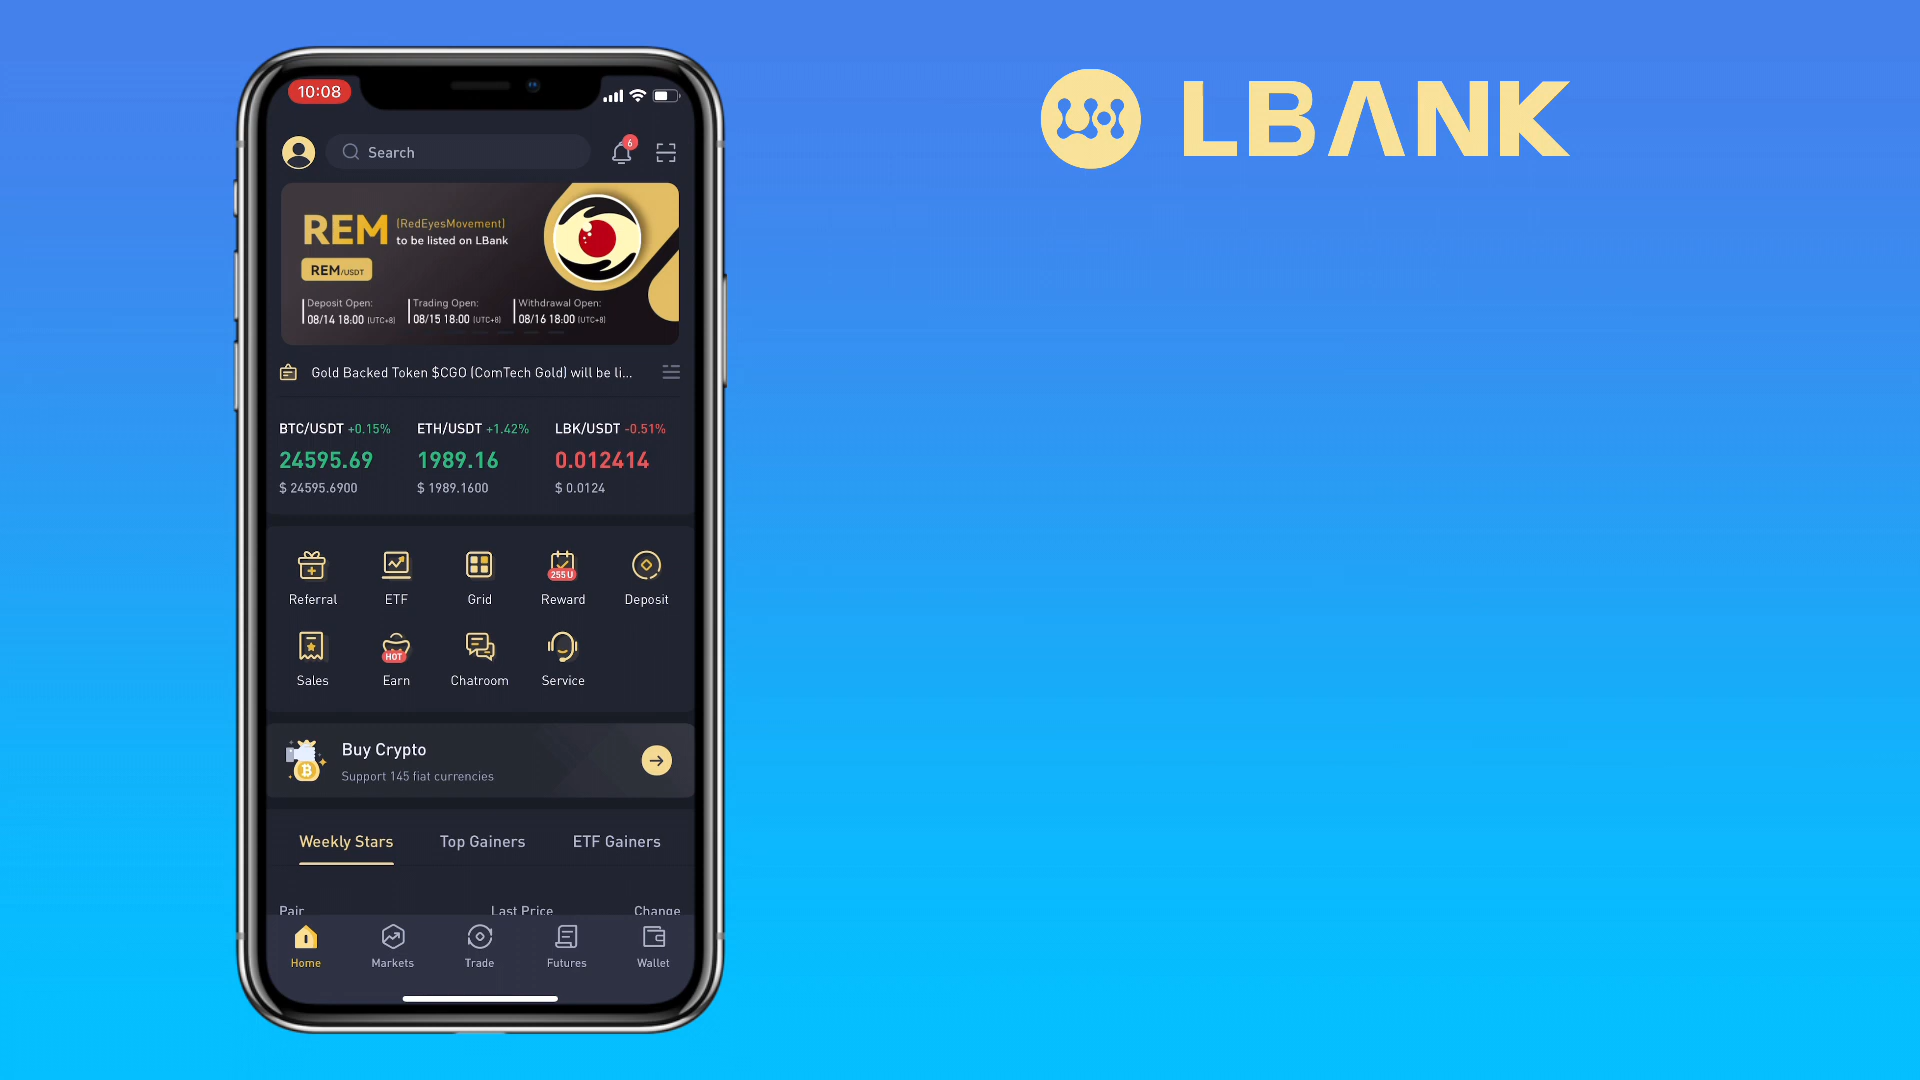 10:08
LBANK
Search
6
REM (RedEyesMovement)
to be listed on LBank
REM/USDT
Deposit Open: Trading Open: Withdrawal Open:
08/14 18:00 (UTC+8) 08/15 18:00 (UTC+8) 08/16 18:00 (UTC+8)
Gold Backed Token $CGO (ComTech Gold) will be li...
BTC/USDT +0.15% ETH/USDT +1.42% LBK/USDT -0.51%
24595.69 1989.16 0.012414
$ 24595.6900 $ 1989.1600 $ 0.0124
255 U
Referral ETF Grid Reward Deposit
HOT
Sales Earn Chatroom Service
Buy Crypto
Support 145 fiat currencies
Weekly Stars Top Gainers ETF Gainers
Pair Last Price Change
Home Markets Trade Futures Wallet